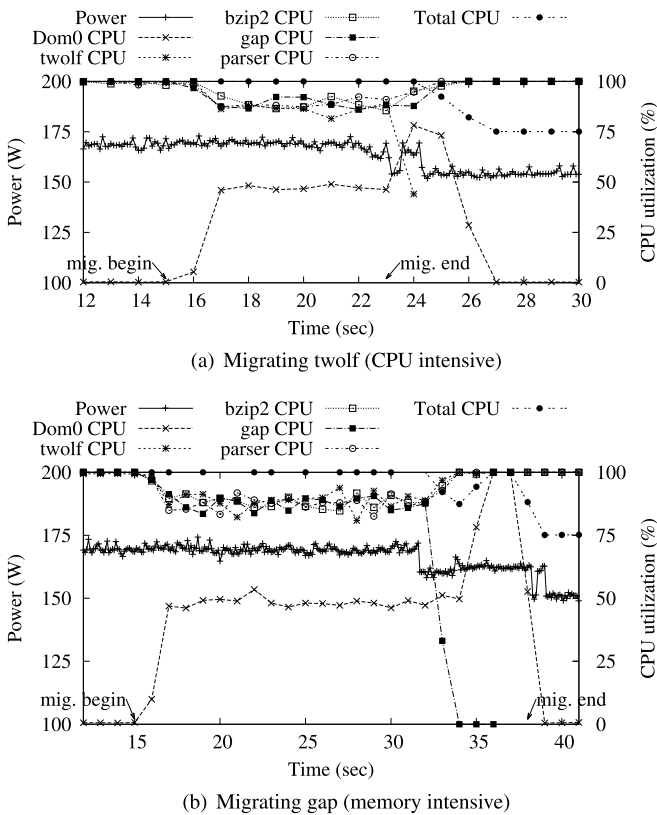 Power bzip2 CPU Total CPU
Dom0 CPU gap CPU
twolf CPU parser CPU
200 100
175 75
150 50
125 25
100 0
Power (W)
CPU utilization (%)
mig. begin mig. end
12 14 16 18 20 22 24 26 28 30
Time (sec)
(a) Migrating twolf (CPU intensive)
Power bzip2 CPU Total CPU
Dom0 CPU gap CPU
twolf CPU parser CPU
200 100
175 75
150 50
125 25
100 0
Power (W)
CPU utilization (%)
mig. begin mig. end
15 20 25 30 35 40
Time (sec)
(b) Migrating gap (memory intensive)